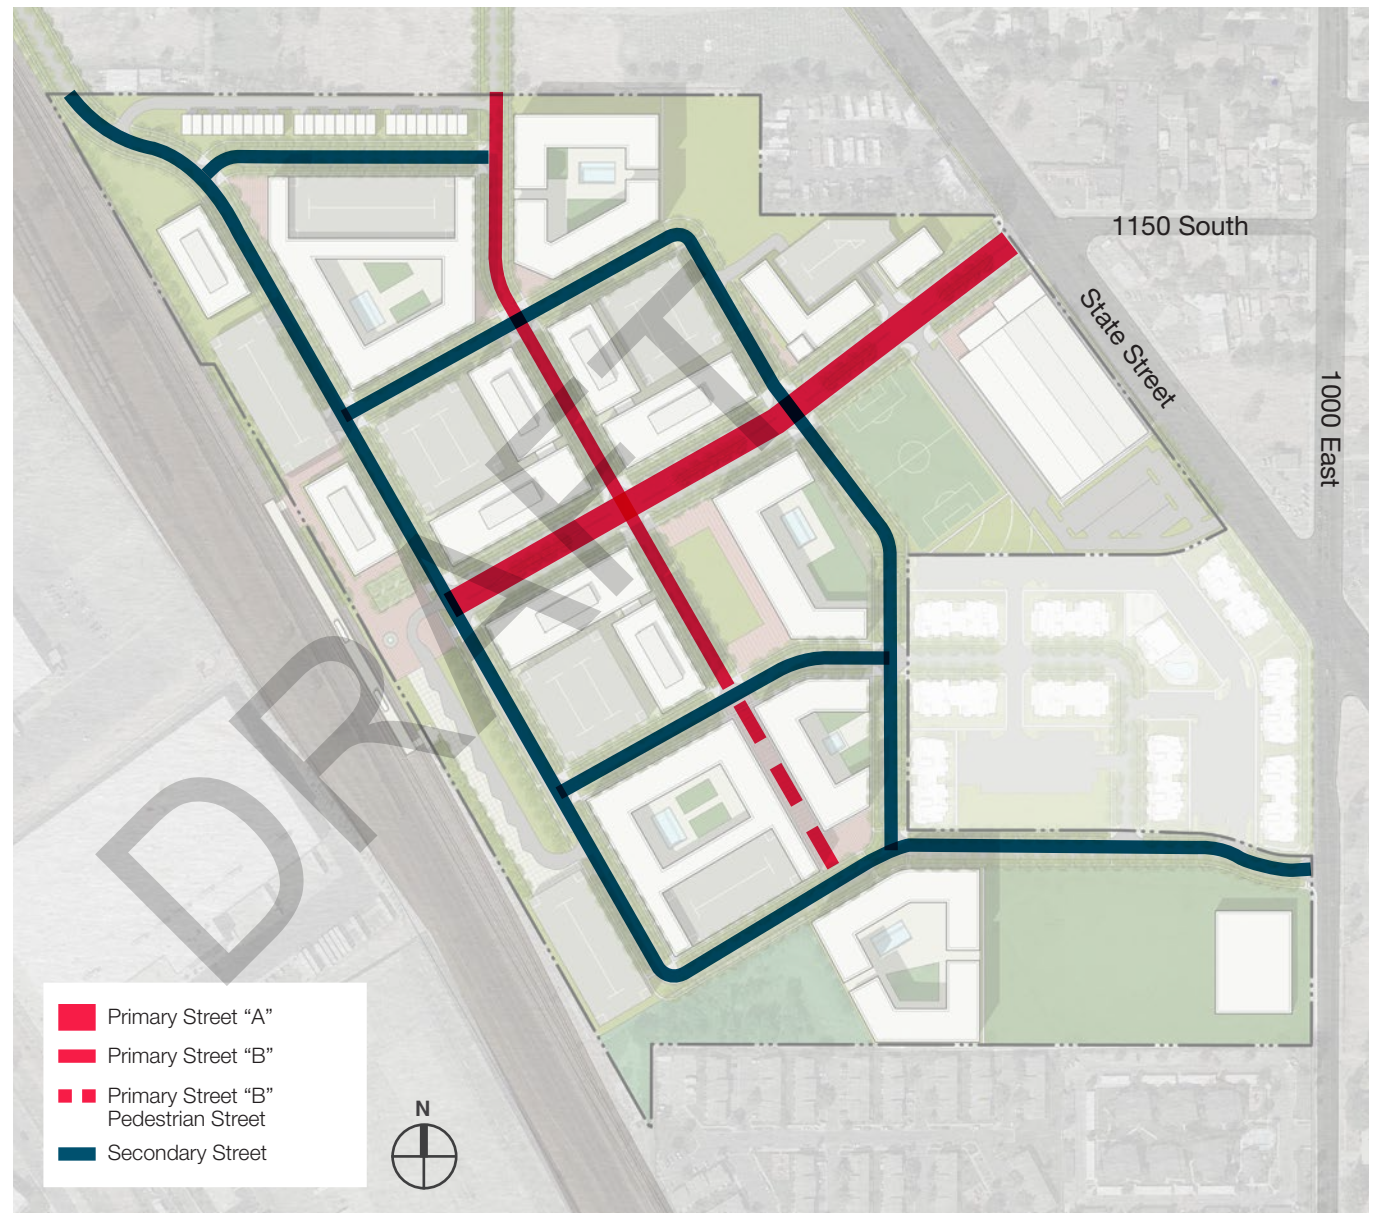 1150 South
State Street
1000 East
DRAFT
Primary Street “A”
Primary Street “B”
Primary Street “B”
Pedestrian Street
Secondary Street
N